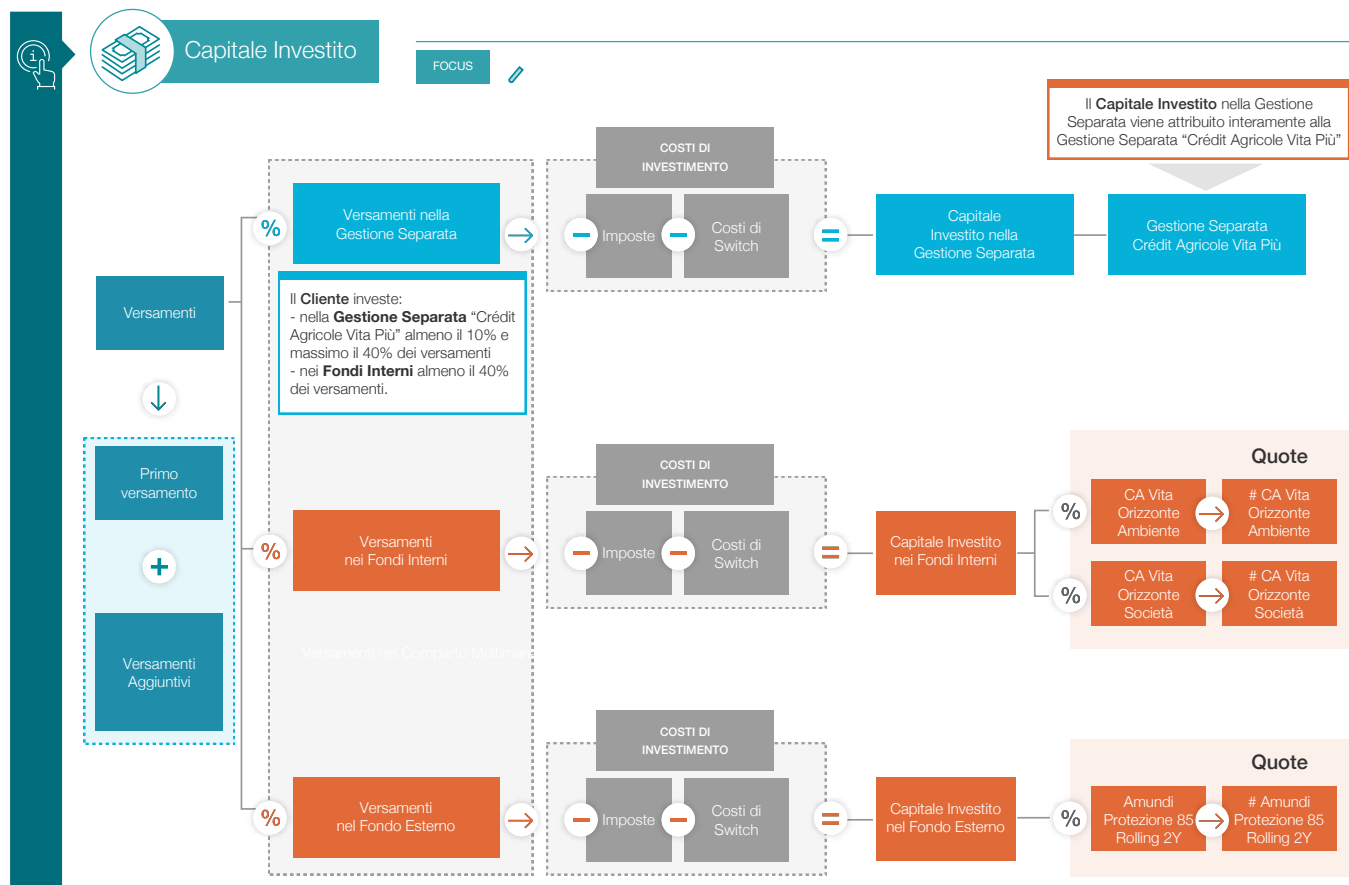 Capitale Investito
FOCUS
Il Capitale Investito nella Gestione
Separata viene attribuito interamente alla
Gestione Separata “Crédit Agricole Vita Più”
COSTI DI
INVESTIMENTO
%
Versamenti nella
Gestione Separata
Imposte
Costi di
Switch
=
Capitale
Investito nella
Gestione Separata
Gestione Separata
Crédit Agricole Vita Più
Il Cliente investe:
- nella Gestione Separata “Crédit
Agricole Vita Più” almeno il 10% e
massimo il 40% dei versamenti
- nei Fondi Interni almeno il 40%
dei versamenti.
Versamenti
Primo
versamento
+
Versamenti
Aggiuntivi
COSTI DI
INVESTIMENTO
%
Versamenti
nei Fondi Interni
Imposte
Costi di
Switch
=
Capitale Investito
nei Fondi Interni
Quote
%
CA Vita
Orizzonte
Ambiente
# CA Vita
Orizzonte
Ambiente
%
CA Vita
Orizzonte
Società
# CA Vita
Orizzonte
Società
Versamenti nel Comparto
COSTI DI
INVESTIMENTO
%
Versamenti
nel Fondo Esterno
Imposte
Costi di
Switch
=
Capitale Investito
nel Fondo Esterno
Quote
%
Amundi
Protezione 85
Rolling 2Y
# Amundi
Protezione 85
Rolling 2Y